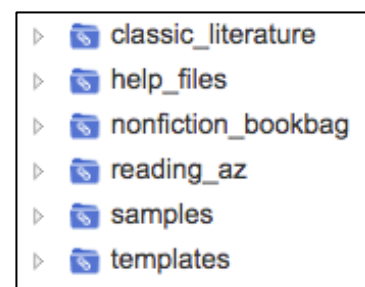 classic_literature
help_files
nonfiction_bookbag
reading_az
samples
templates